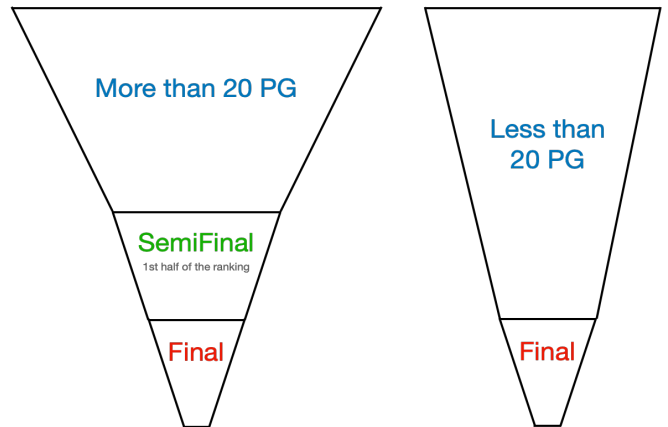 More than 20 PG
SemiFinal
1st half of the ranking
Final
Less than
20 PG
Final